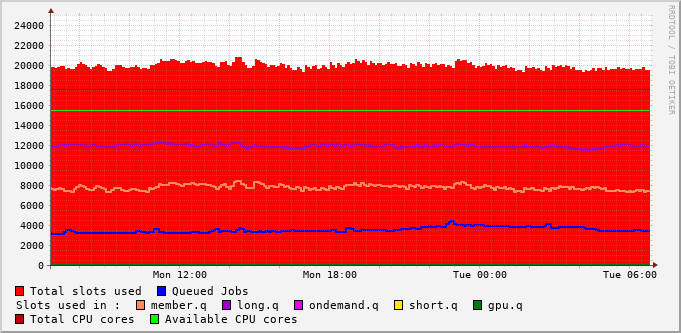 24000
22000
20000
18000
16000
14000
12000
10000
8000
6000
4000
2000
0
Mon 12:00 Mon 18:00 Tue 00:00 Tue 06:00
RRDTOOL / TOBI OETIKER
Total slots used Queued Jobs
Slots used in : member.q long.q ondemand.q short.q gpu.q
Total CPU cores Available CPU cores